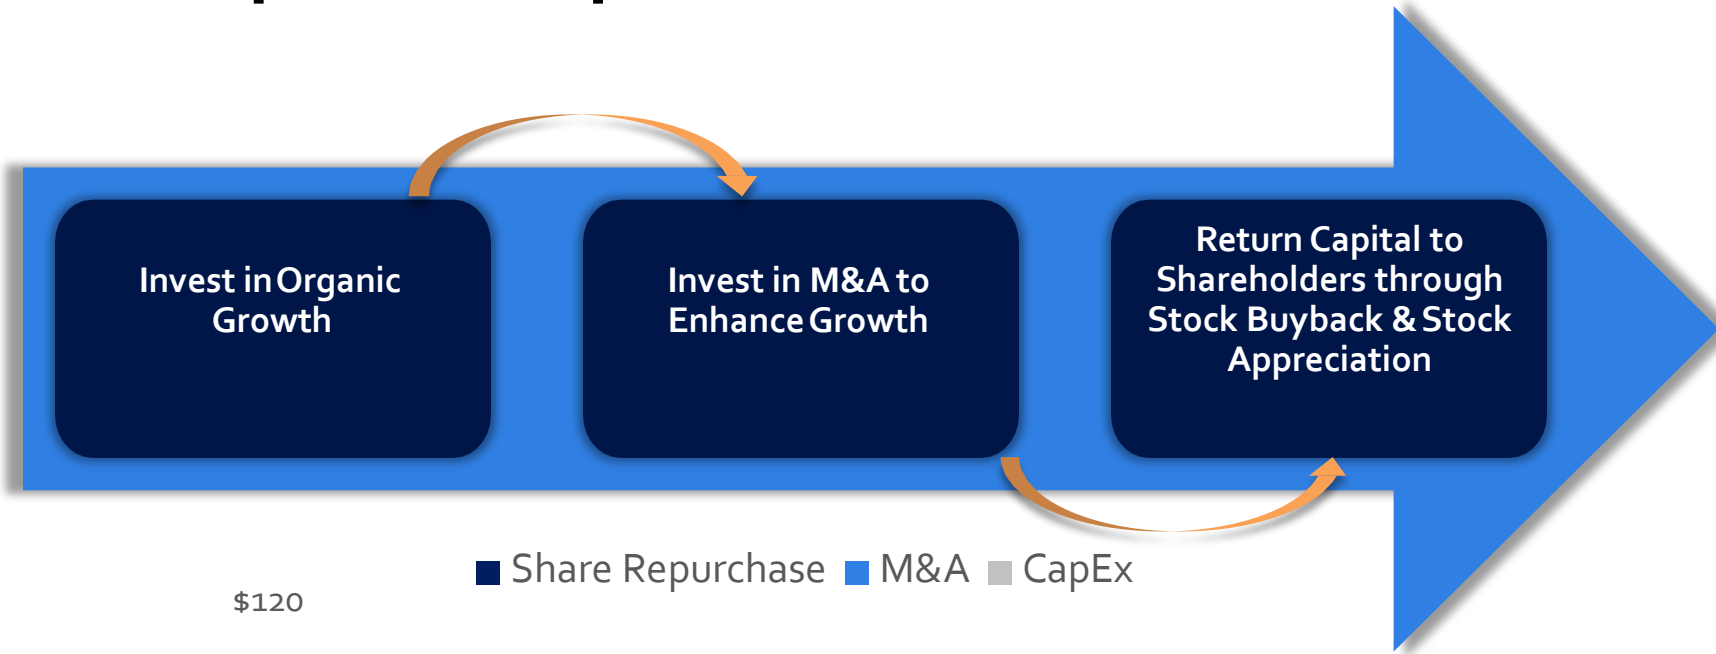 Invest in Organic
Growth
Invest in M&A to
Enhance Growth
Return Capital to
Shareholders through
Stock Buyback & Stock
Appreciation
Share Repurchase M&A CapEx
$120